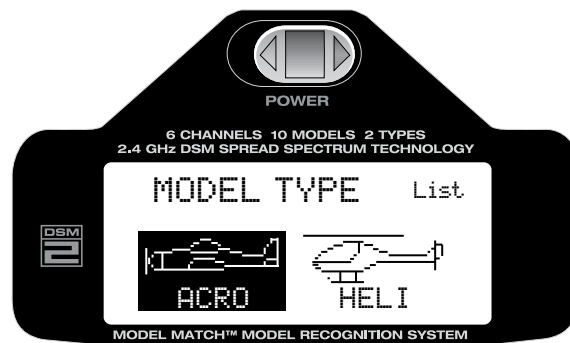 POWER
6 CHANNELS 10 MODELS 2 TYPES
2.4 GHz DSM SPREAD SPECTRUM TECHNOLOGY
MODEL TYPE List
DSM
2
ACRO HELI
MODEL MATCH™ MODEL RECOGNITION SYSTEM